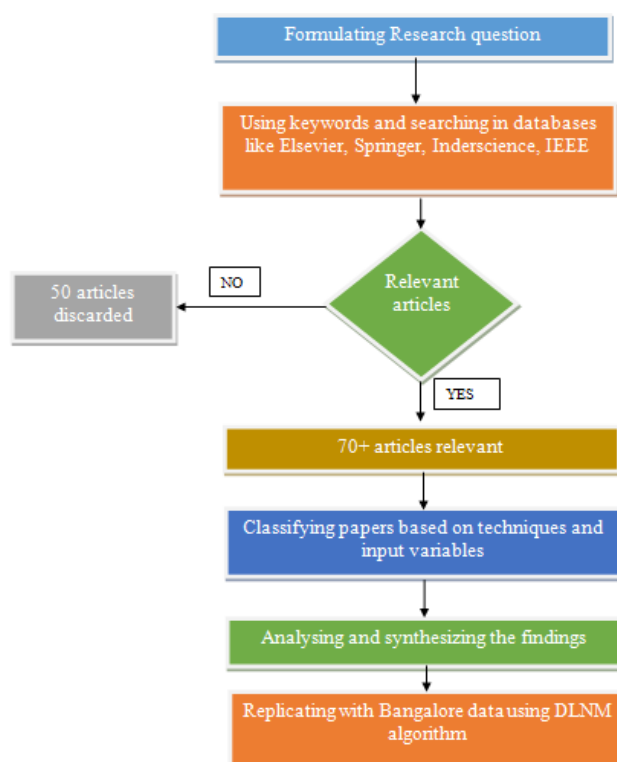 Formulating Research question
Using keywords and searching in databases
like Elsevier, Springer, Inderscience, IEEE
Relevant
articles
NO
50 articles
discarded
YES
70+ articles relevant
Classifying papers based on techniques and
input variables
Analysing and synthesizing the findings
Replicating with Bangalore data using DLNM
algorithm